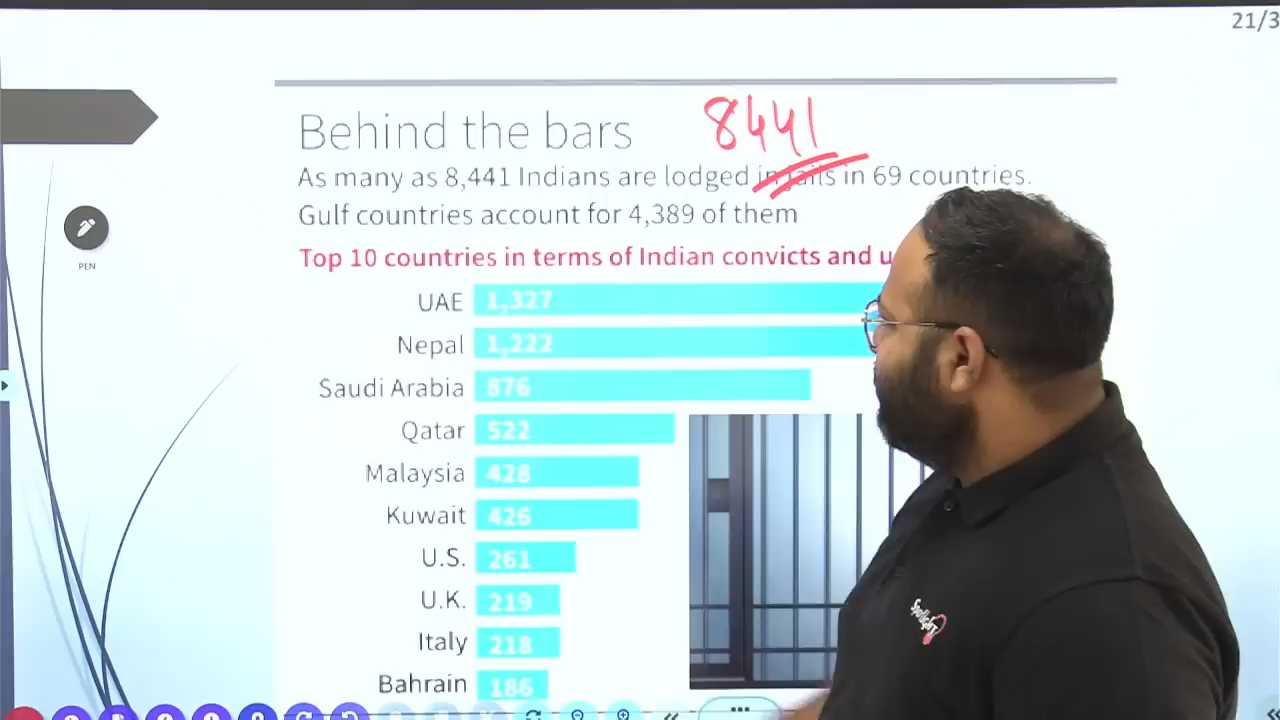 21/3
Behind the bars
8441
As many as 8,441 Indians are lodged in jails in 69 countries.
Gulf countries account for 4,389 of them
Top 10 countries in terms of Indian convicts and u
UAE 1,327
Nepal 1,222
Saudi Arabia 876
Qatar 522
Malaysia 428
Kuwait 426
U.S. 261
U.K. 219
Italy 218
Bahrain 186
PEN
Spotlight